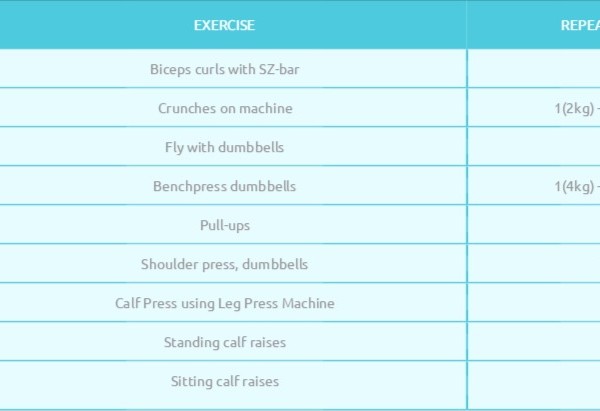 EXERCISE REPEA
Biceps curls with SZ-bar
Crunches on machine 1(2kg) -
Fly with dumbbells
Benchpress dumbbells 1(4kg) -
Pull-ups
Shoulder press, dumbbells
Calf Press using Leg Press Machine
Standing calf raises
Sitting calf raises